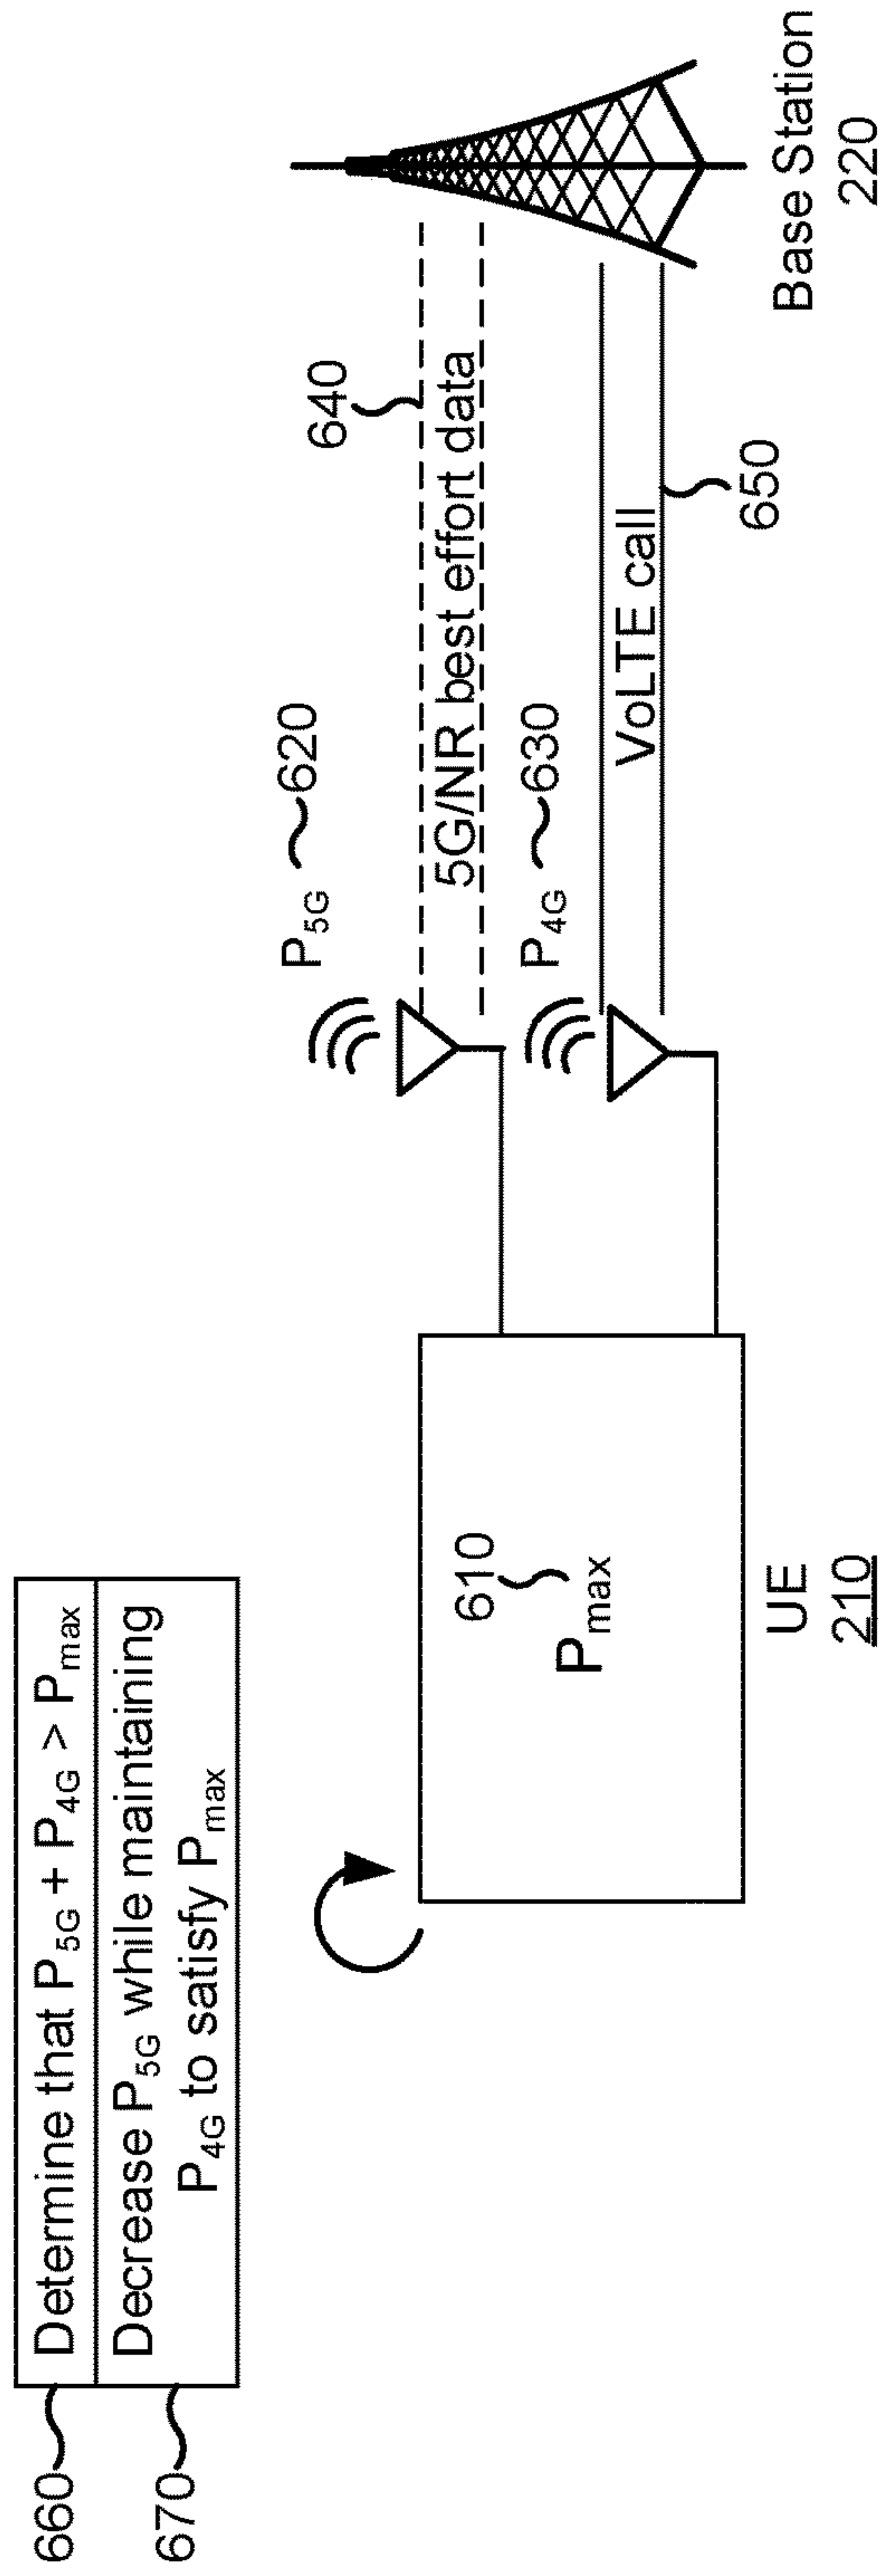 660
Determine that P5G + P4G > Pmax
670
Decrease P5G while maintaining
P4G to satisfy Pmax
P5G
620
640
5G/NR best effort data
610
Pmax
P4G
630
VoLTE call
650
UE
210
Base Station
220